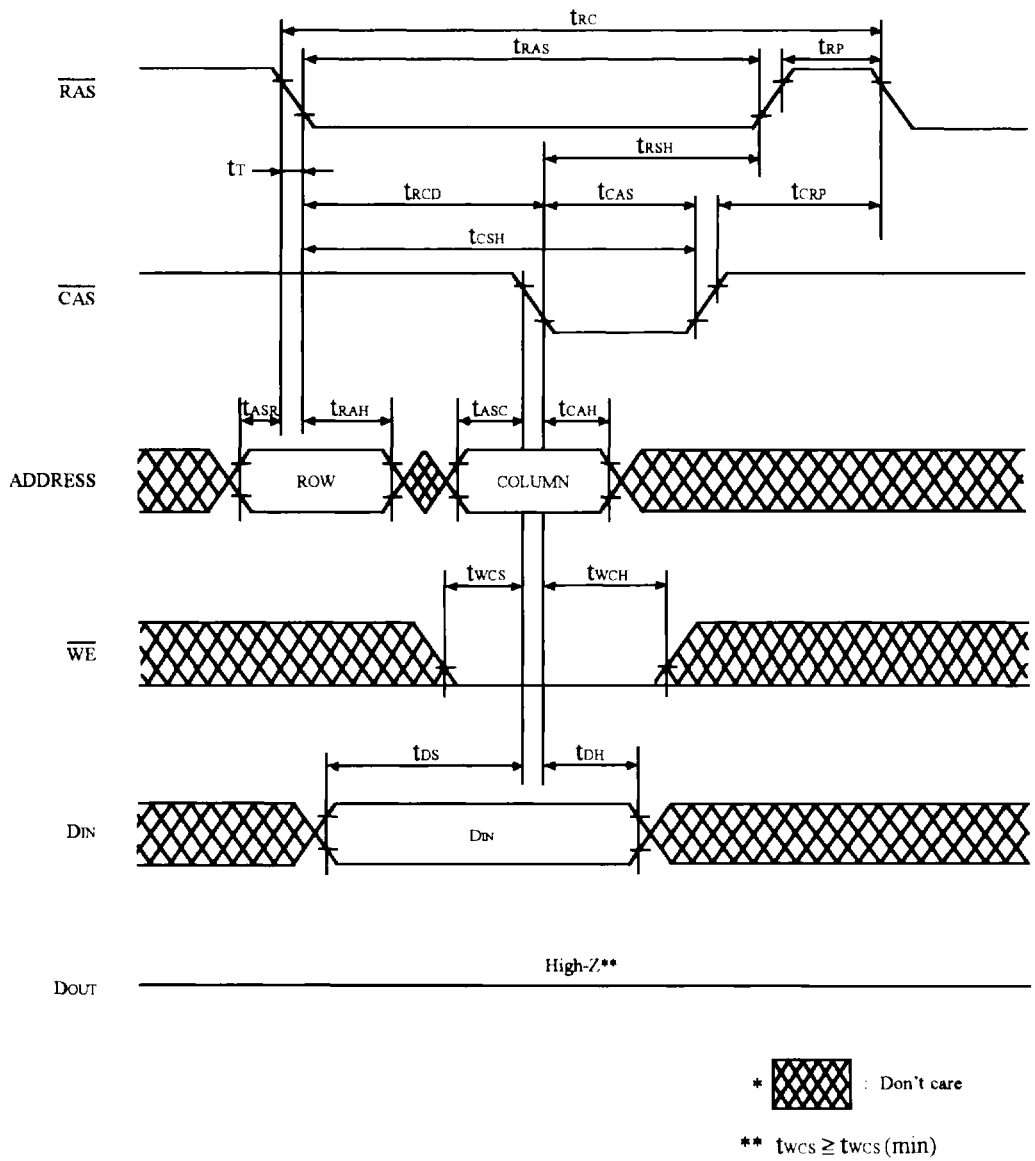 tRC
tRAS
tRP
RAS
tRSH
tT
tRCD
tCAS
tCRP
tCSH
CAS
tASR
tRAH
tASC
tCAH
ADDRESS
ROW
COLUMN
tWCS
tWCH
WE
tDS
tDH
DIN
DIN
High-Z**
DOUT
* : Don't care
** tWCS ≥ tWCS (min)